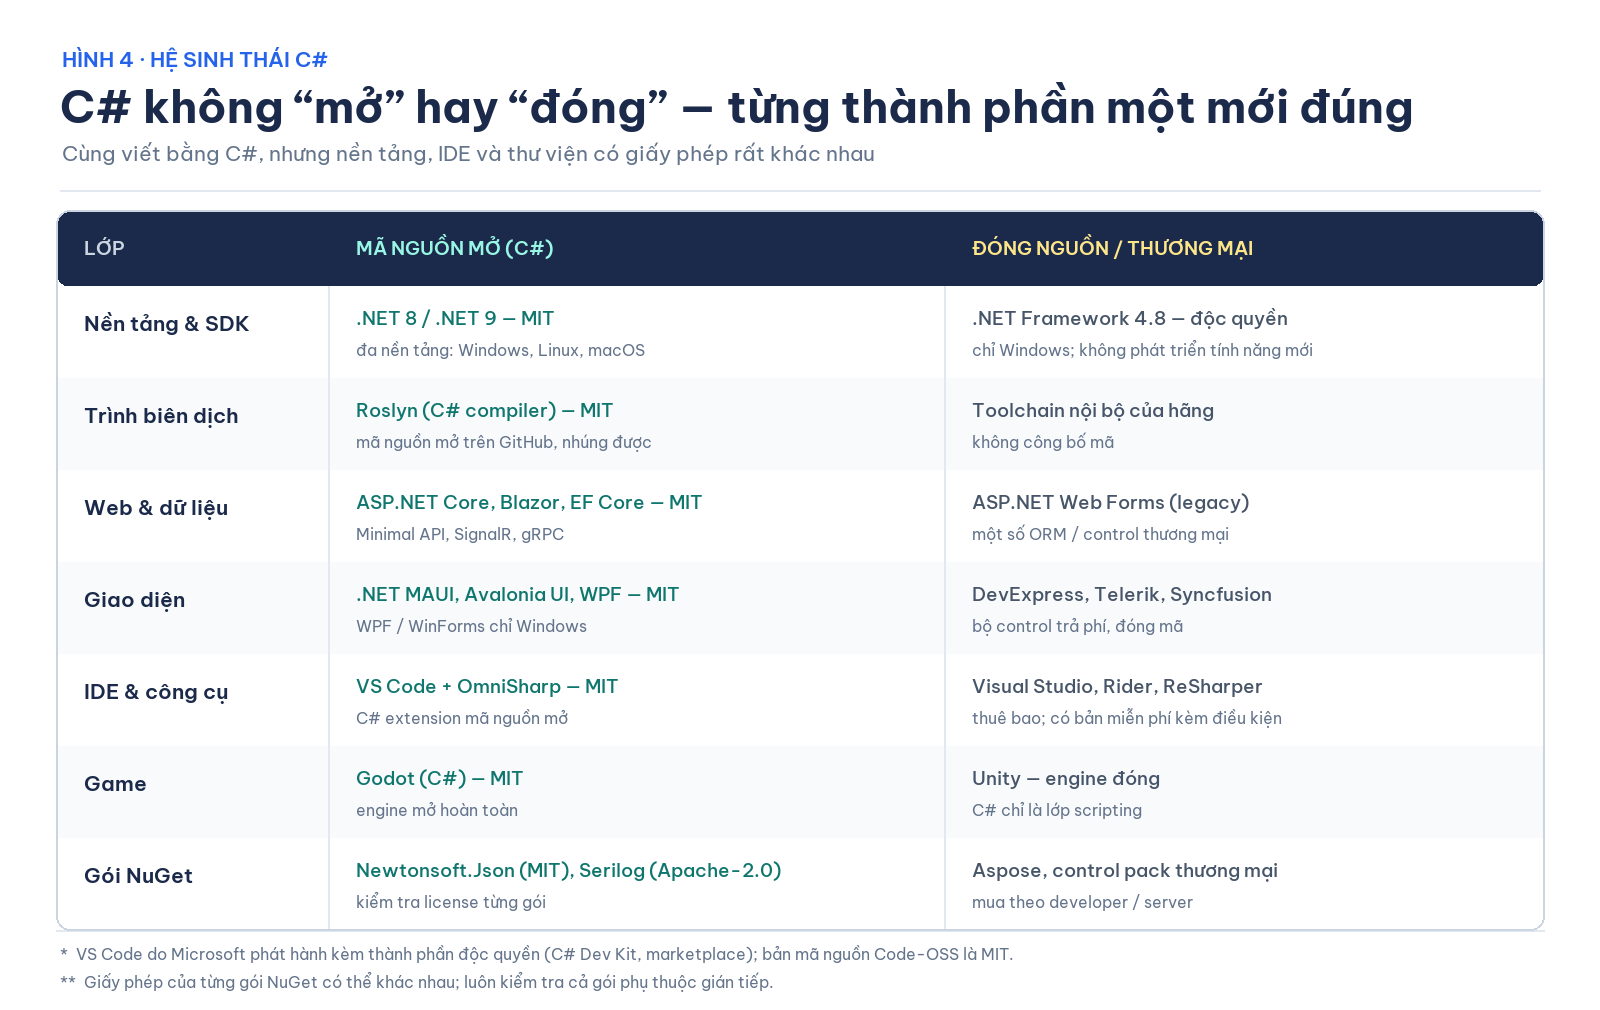 HÌNH 4 · HỆ SINH THÁI C#
C# không “mở” hay “đóng” — từng thành phần một mới đúng
Cùng viết bằng C#, nhưng nền tảng, IDE và thư viện có giấy phép rất khác nhau
LỚP
MÃ NGUỒN MỞ (C#)
ĐÓNG NGUỒN / THƯƠNG MẠI
Nền tảng & SDK
.NET 8 / .NET 9 — MIT
đa nền tảng: Windows, Linux, macOS
.NET Framework 4.8 — độc quyền
chỉ Windows; không phát triển tính năng mới
Trình biên dịch
Roslyn (C# compiler) — MIT
mã nguồn mở trên GitHub, nhúng được
Toolchain nội bộ của hãng
không công bố mã
Web & dữ liệu
ASP.NET Core, Blazor, EF Core — MIT
Minimal API, SignalR, gRPC
ASP.NET Web Forms (legacy)
một số ORM / control thương mại
Giao diện
.NET MAUI, Avalonia UI, WPF — MIT
WPF / WinForms chỉ Windows
DevExpress, Telerik, Syncfusion
bộ control trả phí, đóng mã
IDE & công cụ
VS Code + OmniSharp — MIT
C# extension mã nguồn mở
Visual Studio, Rider, ReSharper
thuê bao; có bản miễn phí kèm điều kiện
Game
Godot (C#) — MIT
engine mở hoàn toàn
Unity — engine đóng
C# chỉ là lớp scripting
Gói NuGet
Newtonsoft.Json (MIT), Serilog (Apache-2.0)
kiểm tra license từng gói
Aspose, control pack thương mại
mua theo developer / server
* VS Code do Microsoft phát hành kèm thành phần độc quyền (C# Dev Kit, marketplace); bản mã nguồn Code-OSS là MIT.
** Giấy phép của từng gói NuGet có thể khác nhau; luôn kiểm tra cả gói phụ thuộc gián tiếp.